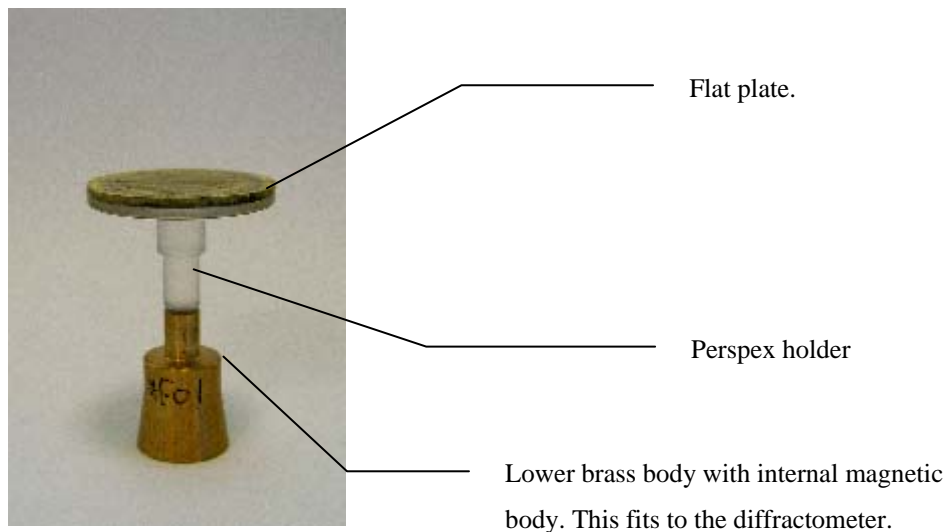 Flat plate.
Perspex holder
Lower brass body with internal magnetic
body. This fits to the diffractometer.